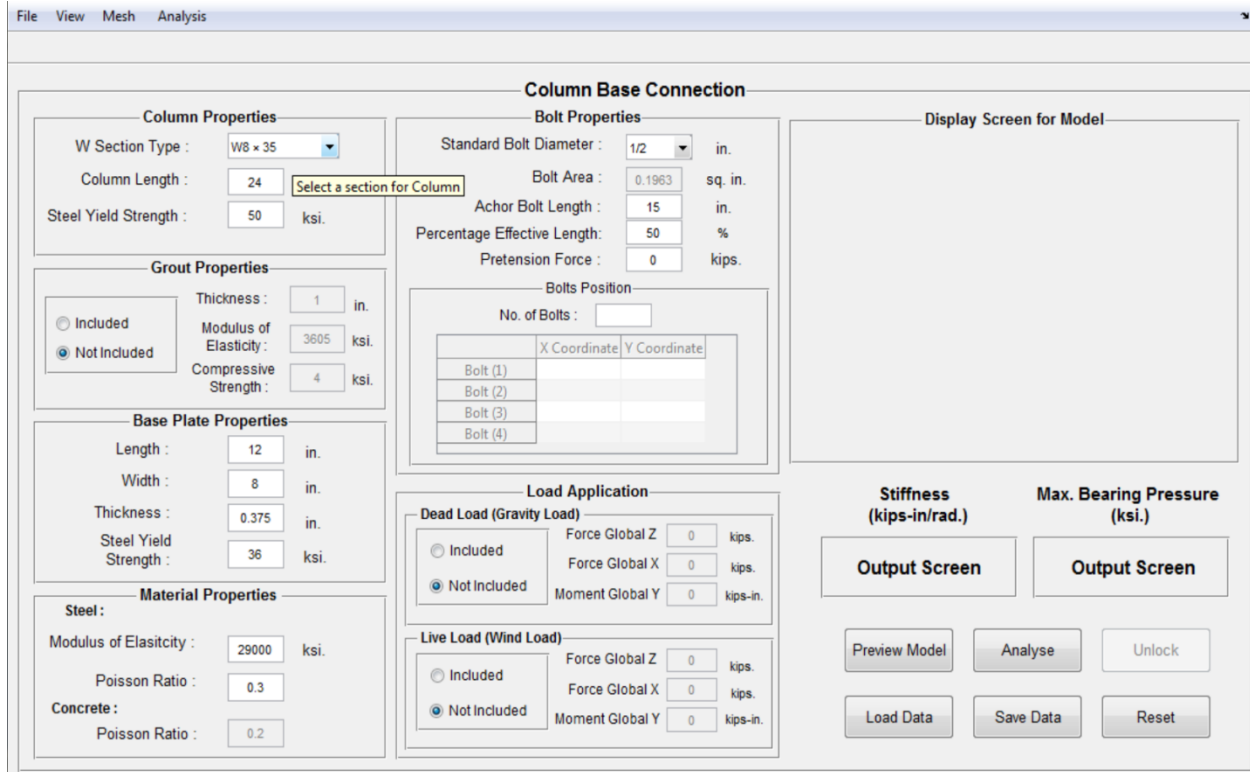 File View Mesh Analysis
Column Base Connection
Column Properties
W Section Type : W8 × 35
Column Length : 24
Select a section for Column
Steel Yield Strength : 50 ksi.
Grout Properties
Included
Not Included
Thickness : 1 in.
Modulus of
Elasticity : 3605 ksi.
Compressive
Strength : 4 ksi.
Base Plate Properties
Length : 12 in.
Width : 8 in.
Thickness : 0.375 in.
Steel Yield
Strength : 36 ksi.
Material Properties
Steel :
Modulus of Elasitcity : 29000 ksi.
Poisson Ratio : 0.3
Concrete :
Poisson Ratio : 0.2
Bolt Properties
Standard Bolt Diameter : 1/2 in.
Bolt Area : 0.1963 sq. in.
Achor Bolt Length : 15 in.
Percentage Effective Length: 50 %
Pretension Force : 0 kips.
Bolts Position
No. of Bolts :
X Coordinate Y Coordinate
Bolt (1)
Bolt (2)
Bolt (3)
Bolt (4)
Load Application
Dead Load (Gravity Load)
Included
Not Included
Force Global Z 0 kips.
Force Global X 0 kips.
Moment Global Y 0 kips-in.
Live Load (Wind Load)
Included
Not Included
Force Global Z 0 kips.
Force Global X 0 kips.
Moment Global Y 0 kips-in.
Display Screen for Model
Stiffness
(kips-in/rad.)
Output Screen
Max. Bearing Pressure
(ksi.)
Output Screen
Preview Model Analyse Unlock
Load Data Save Data Reset